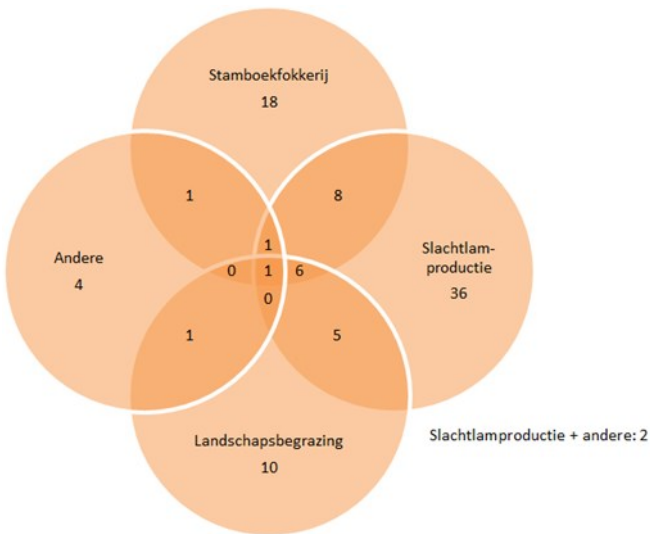 Stamboekfokkerij
18
1
8
Andere
4
1
0
1
6
0
Slachtlam-
productie
36
1
5
Landschapsbegrazing
10
Slachtlamproductie + andere: 2